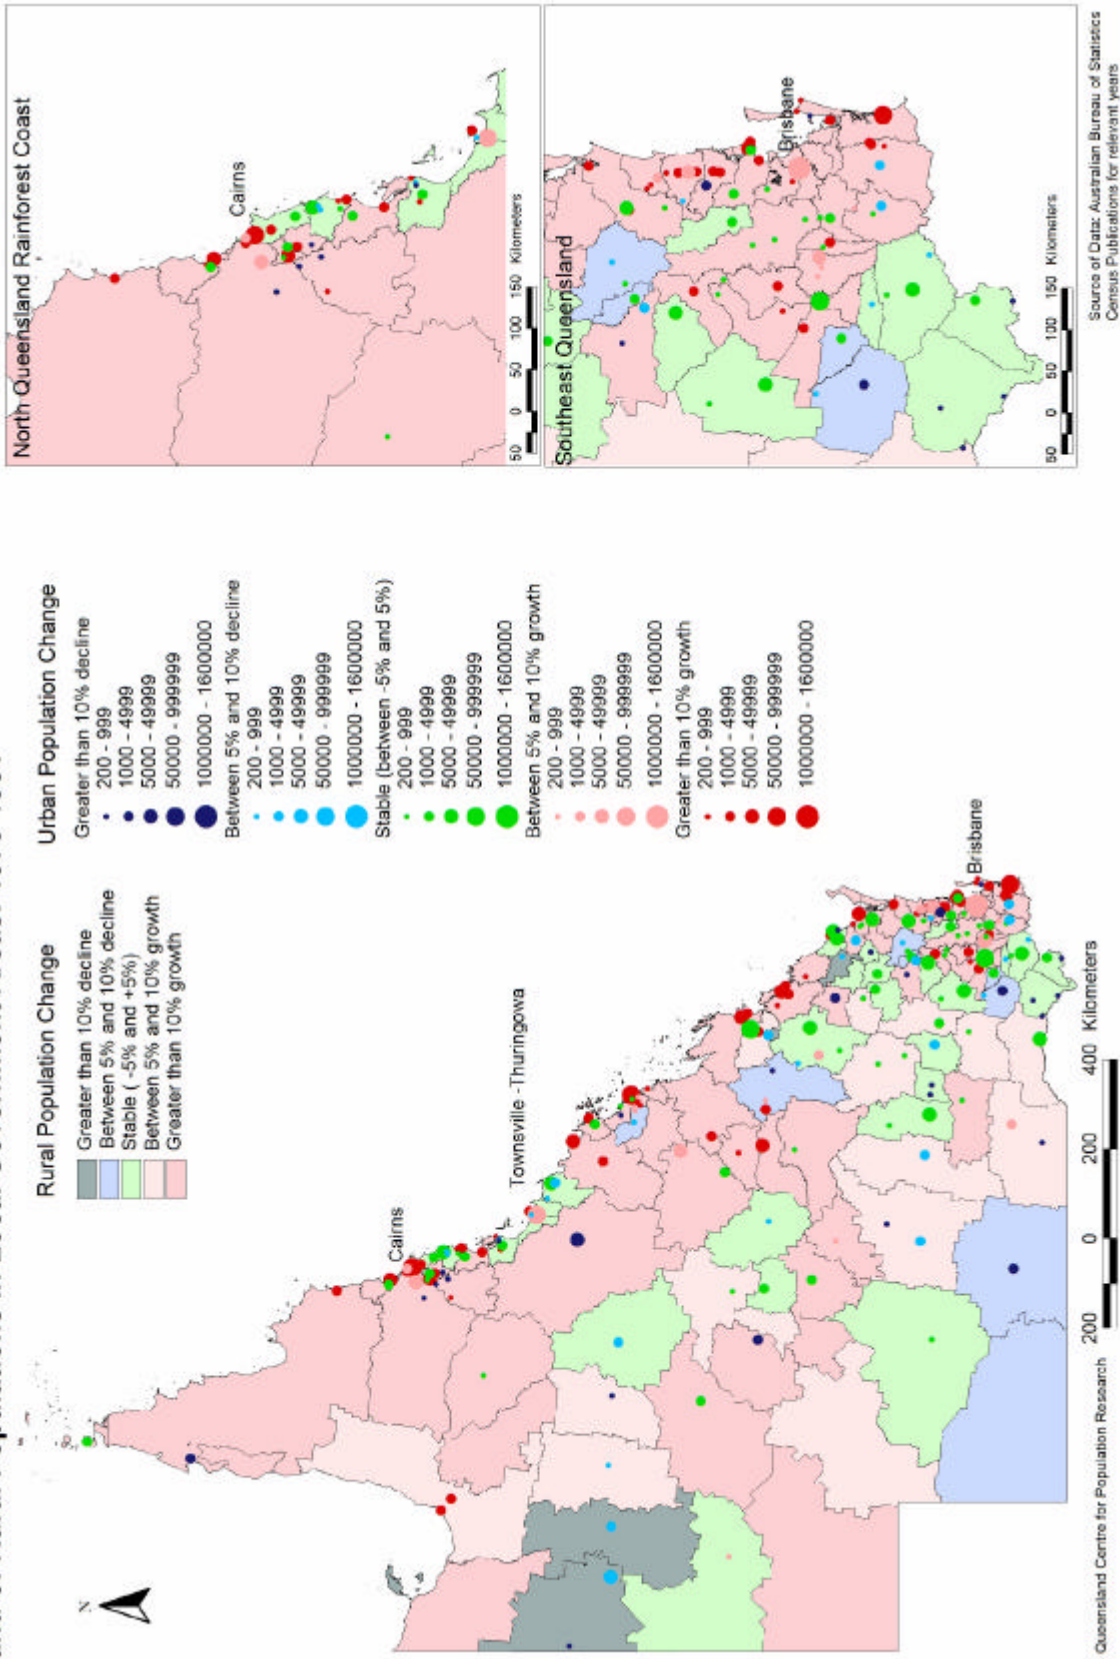 Rural Population Change
Greater than 10% decline
Between 5% and 10% decline
Stable ( -5% and +5%)
Between 5% and 10% growth
Greater than 10% growth
Urban Population Change
Greater than 10% decline
200 - 999
1000 - 4999
5000 - 49999
50000 - 999999
1000000 - 1600000
Between 5% and 10% decline
200 - 999
1000 - 4999
5000 - 49999
50000 - 999999
1000000 - 1600000
Stable (between -5% and 5%)
200 - 999
1000 - 4999
5000 - 49999
50000 - 999999
1000000 - 1600000
Between 5% and 10% growth
200 - 999
1000 - 4999
5000 - 49999
50000 - 999999
1000000 - 1600000
Greater than 10% growth
200 - 999
1000 - 4999
5000 - 49999
50000 - 999999
1000000 - 1600000
N
Cairns
Townsville -Thuringowa
Brisbane
200 0 200 400 Kilometers
Queensland Centre for Population Research
North Queensland Rainforest Coast
Cairns
50 0 50 100 150 Kilometers
Southeast Queensland
Brisbane
50 0 50 100 150 Kilometers
Source of Data: Australian Bureau of Statistics
Census Publications for relevant years